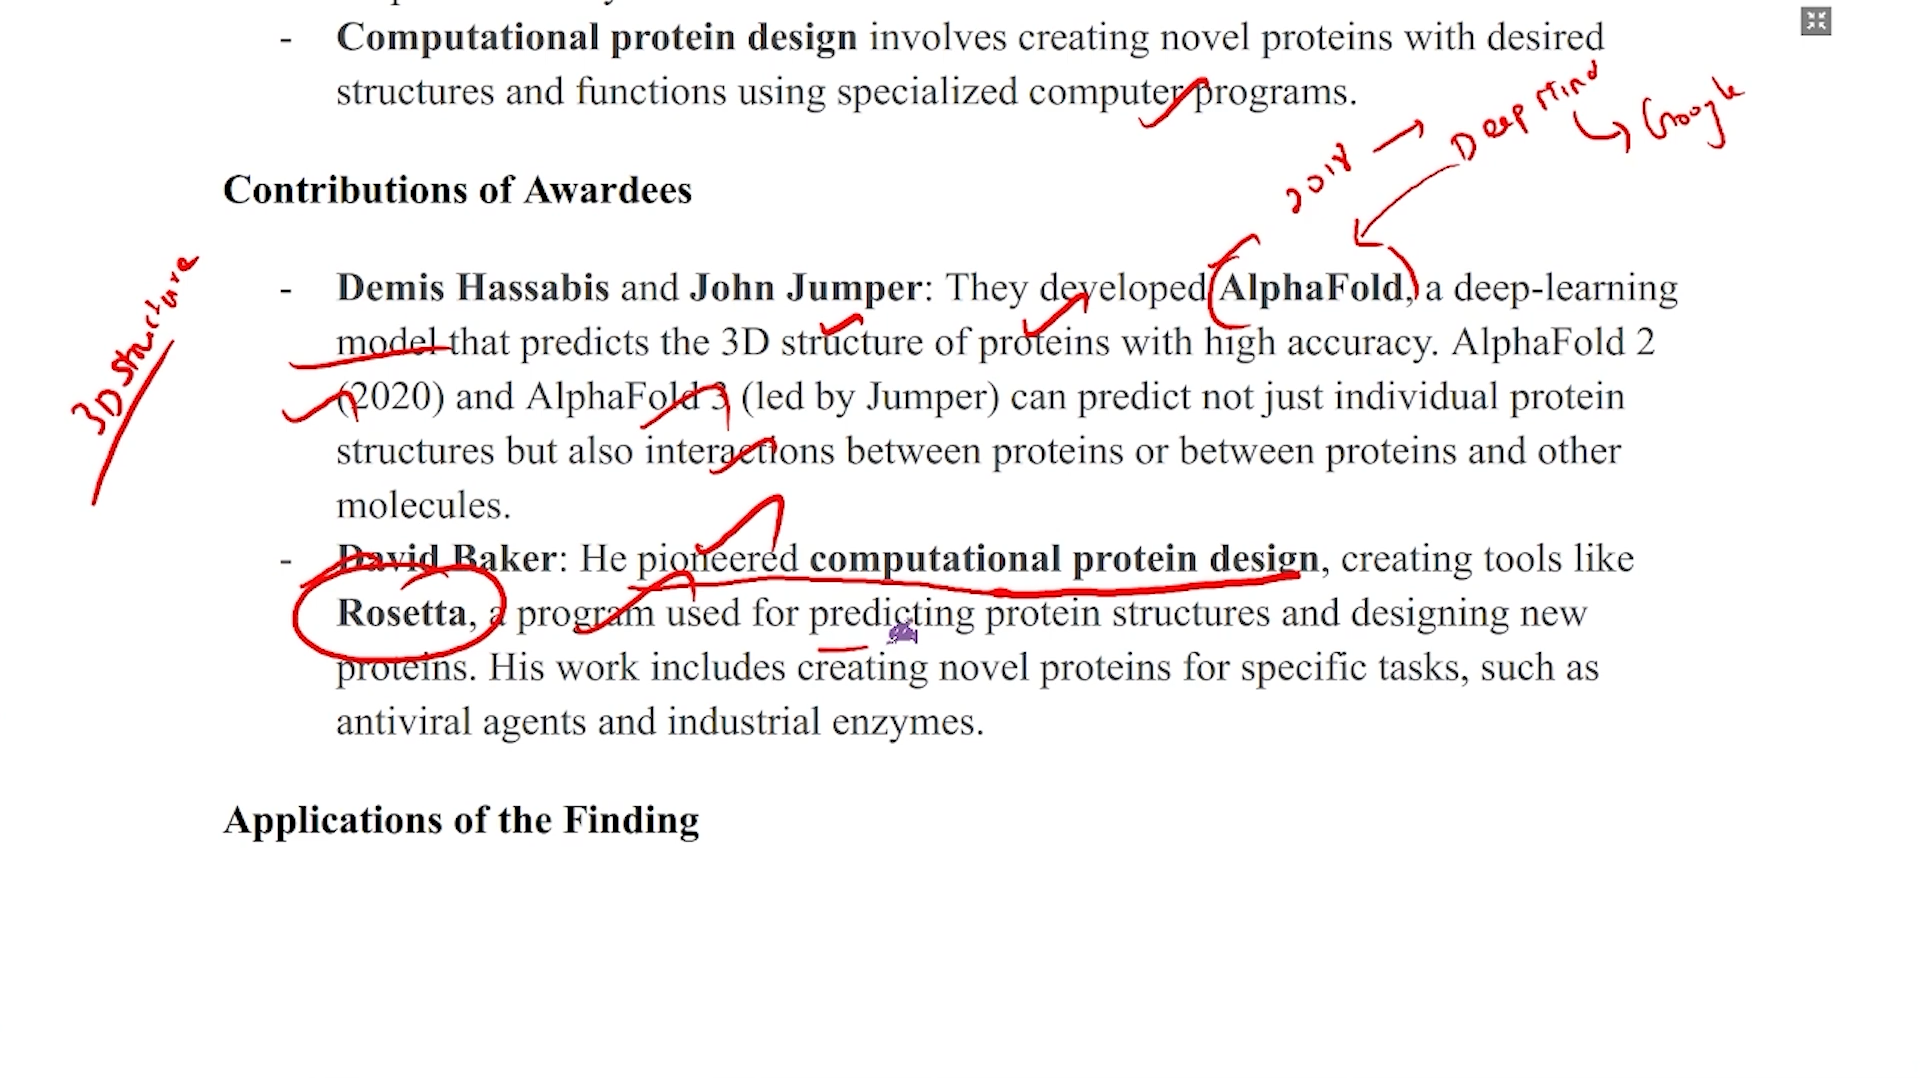 - Computational protein design involves creating novel proteins with desired
structures and functions using specialized computer programs.
2018 → Deep Mind
Google
Contributions of Awardees
3D Structure
- Demis Hassabis and John Jumper: They developed AlphaFold, a deep-learning
model that predicts the 3D structure of proteins with high accuracy. AlphaFold 2
(2020) and AlphaFold 3 (led by Jumper) can predict not just individual protein
structures but also interactions between proteins or between proteins and other
molecules.
- David Baker: He pioneered computational protein design, creating tools like
Rosetta, a program used for predicting protein structures and designing new
proteins. His work includes creating novel proteins for specific tasks, such as
antiviral agents and industrial enzymes.
Applications of the Finding